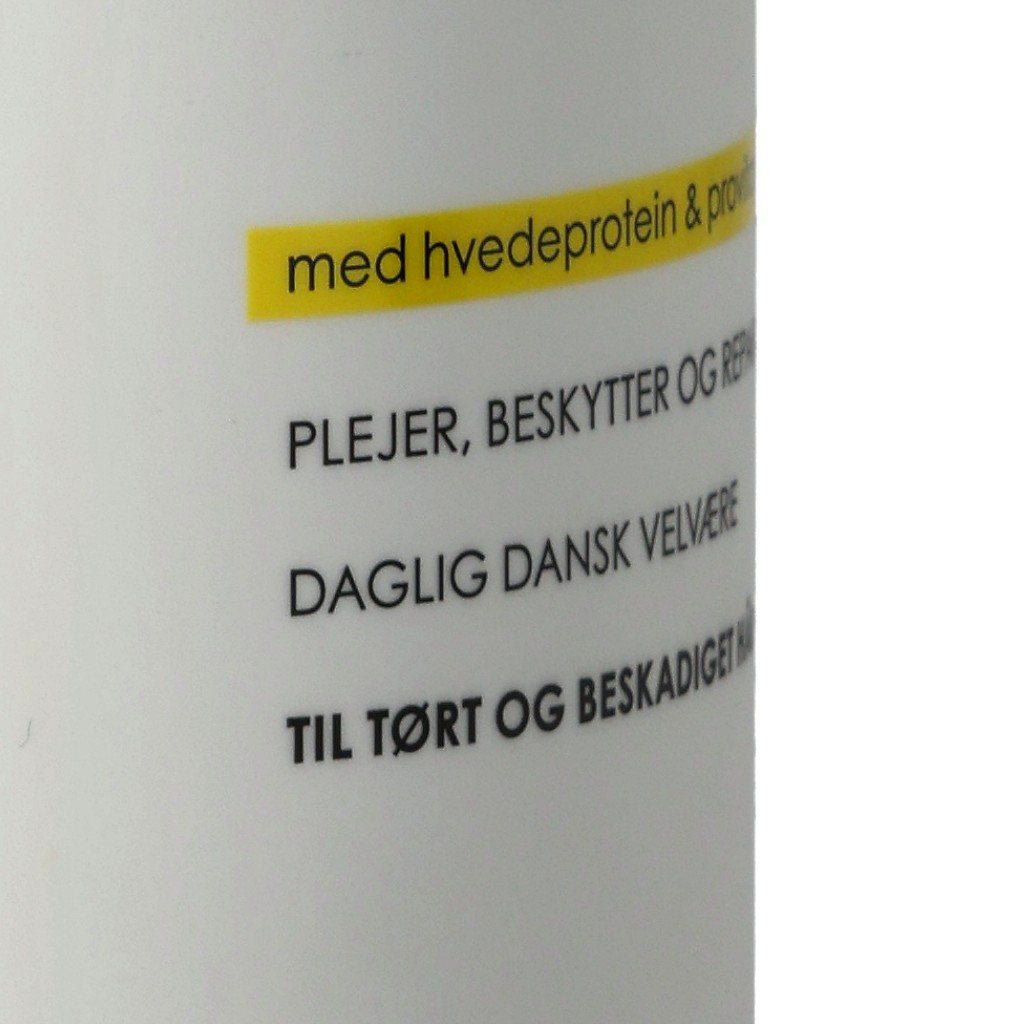 med hvedeprotein &
PLEJER, BESKYTTER OG
DAGLIG DANSK VELVÆRE
TIL TØRT OG BESKADIGET